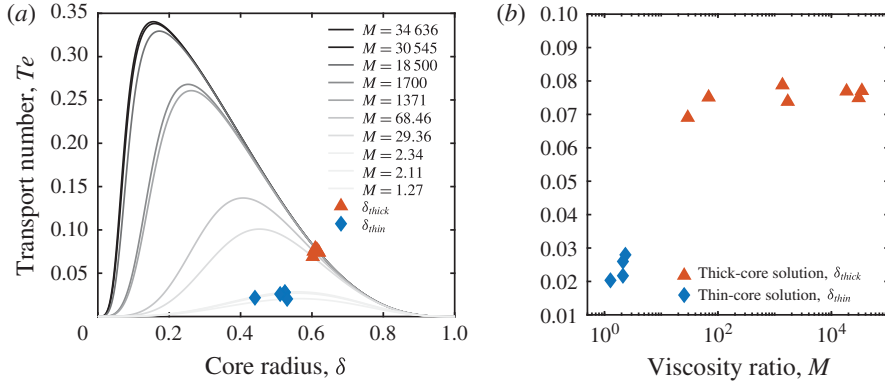 (a)
0.35
0.30
0.25
0.20
0.15
0.10
0.05
Transport number, Te
0
0.2
0.4
0.6
0.8
1.0
Core radius, δ
M = 34 636
M = 30 545
M = 18 500
M = 1700
M = 1371
M = 68.46
M = 29.36
M = 2.34
M = 2.11
M = 1.27
δthick
δthin
(b)
0.10
0.09
0.08
0.07
0.06
0.05
0.04
0.03
0.02
0.01
0
Thick-core solution, δthick
Thin-core solution, δthin
10^0
10^2
10^4
Viscosity ratio, M